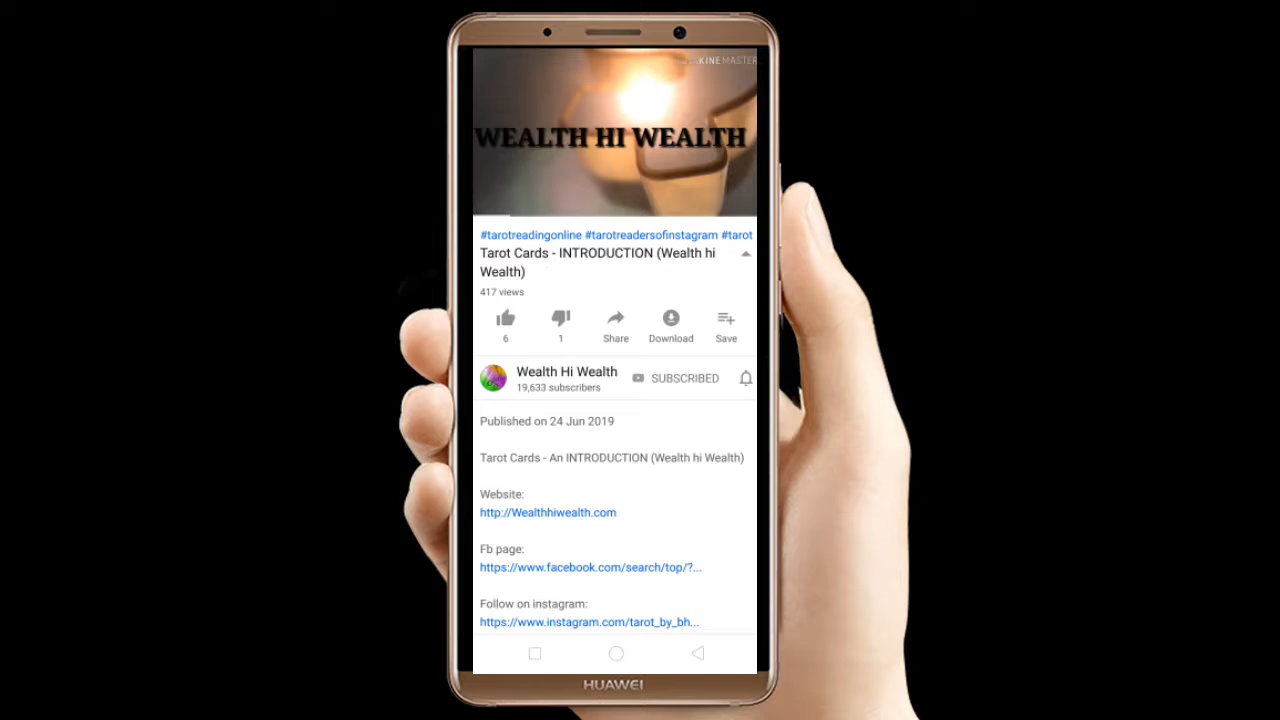 KINEMASTER
WEALTH HI WEALTH
#tarotreadingonline #tarotreadersofinstagram #tarot
Tarot Cards - INTRODUCTION (Wealth hi
Wealth)
417 views
6
1
Share
Download
Save
Wealth Hi Wealth
SUBSCRIBED
19,633 subscribers
Published on 24 Jun 2019
Tarot Cards - An INTRODUCTION (Wealth hi Wealth)
Website:
http://Wealthhiwealth.com
Fb page:
https://www.facebook.com/search/top/?...
Follow on instagram:
https://www.instagram.com/tarot_by_bh...
HUAWEI